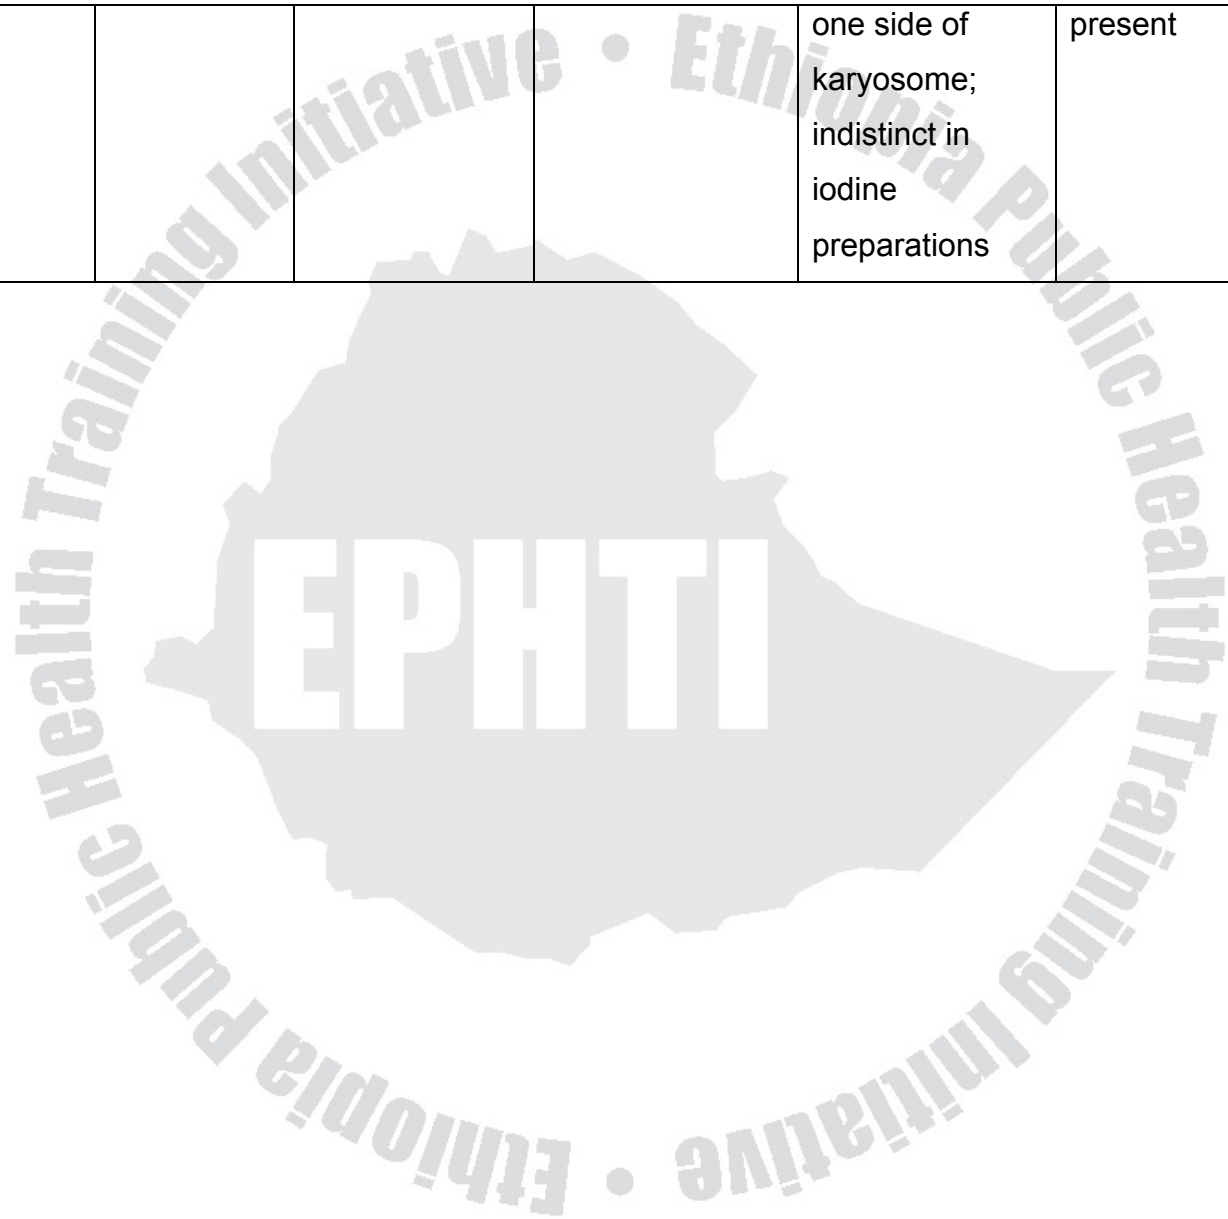 one side of present
karyosome;
indistinct in
iodine
preparations
Ethiopia Public Health Training Initiative • Ethiopia Public Health Training Initiative •
EPHTI